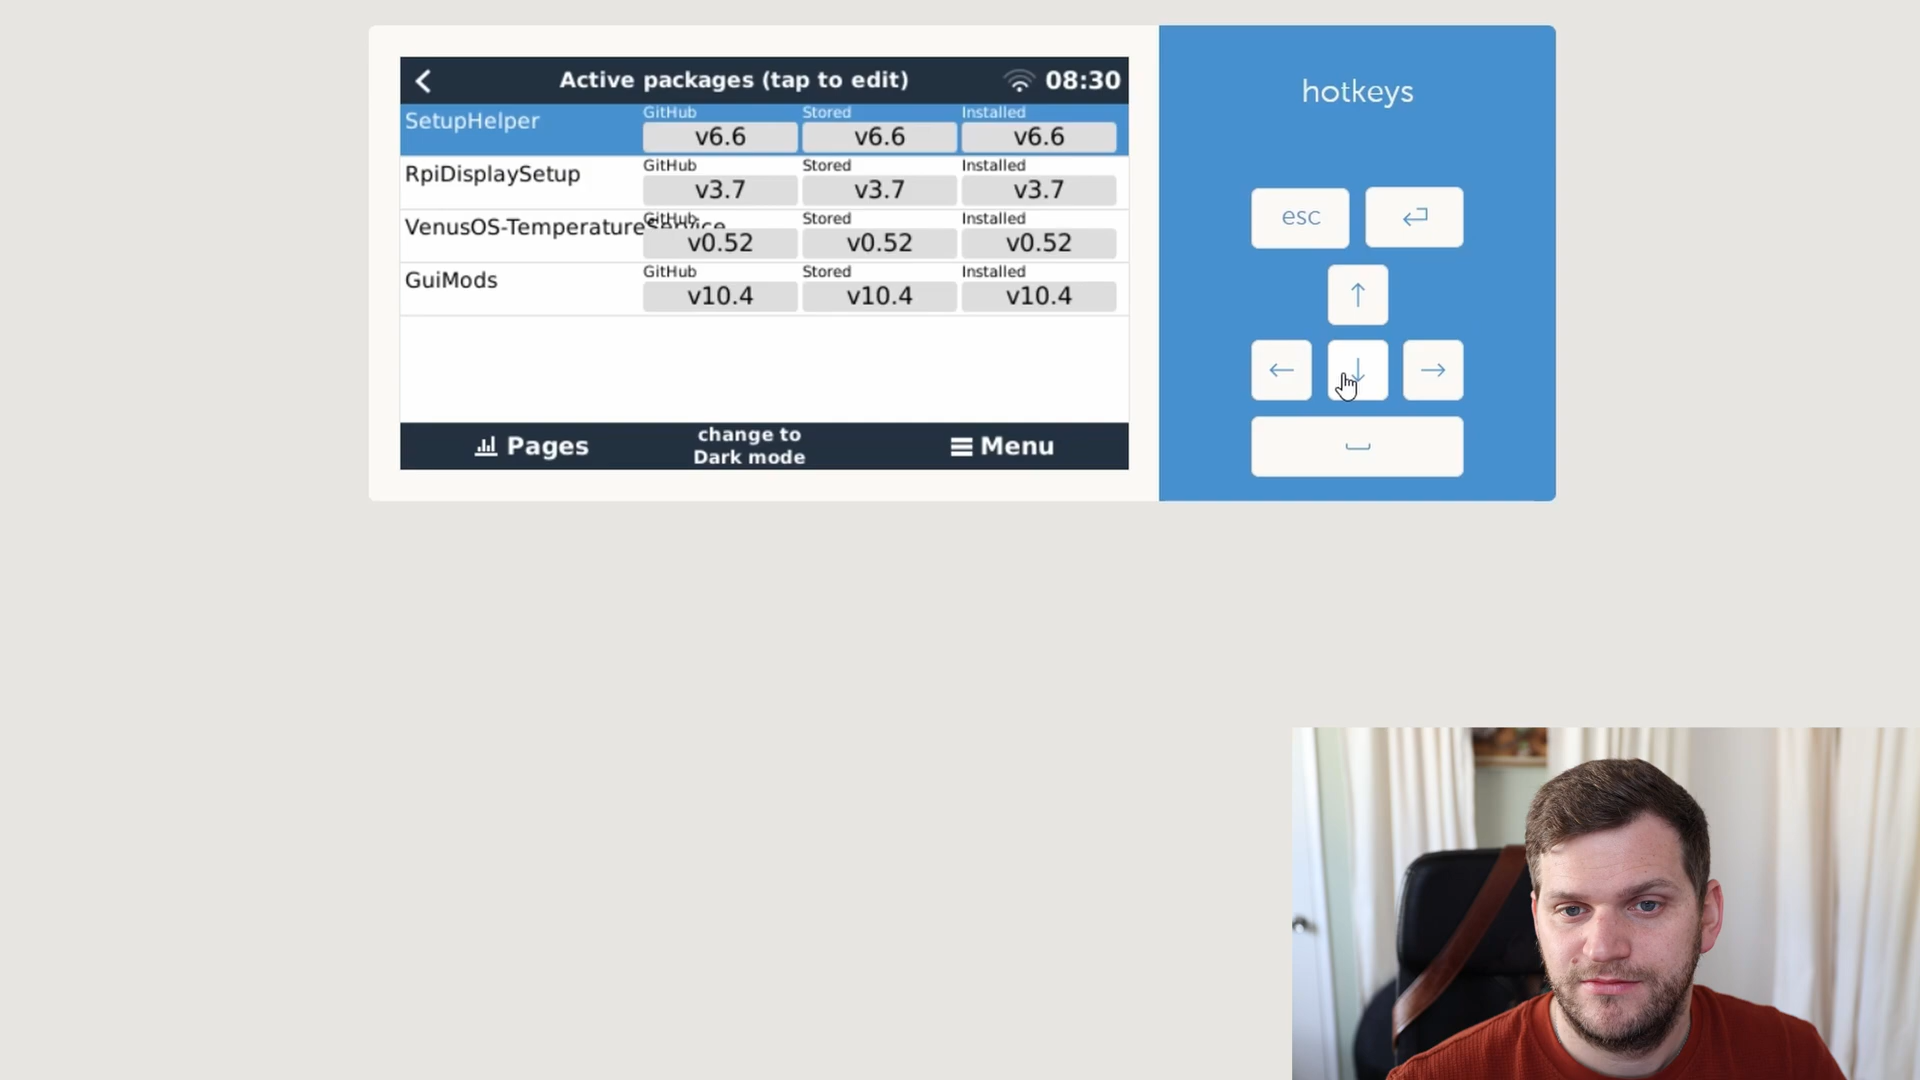 Active packages (tap to edit) 08:30
SetupHelper GitHub Stored Installed
v6.6 v6.6 v6.6
RpiDisplaySetup GitHub Stored Installed
v3.7 v3.7 v3.7
VenusOS-TemperatureService GitHub Stored Installed
v0.52 v0.52 v0.52
GuiMods GitHub Stored Installed
v10.4 v10.4 v10.4
Pages change to Dark mode Menu
hotkeys
esc